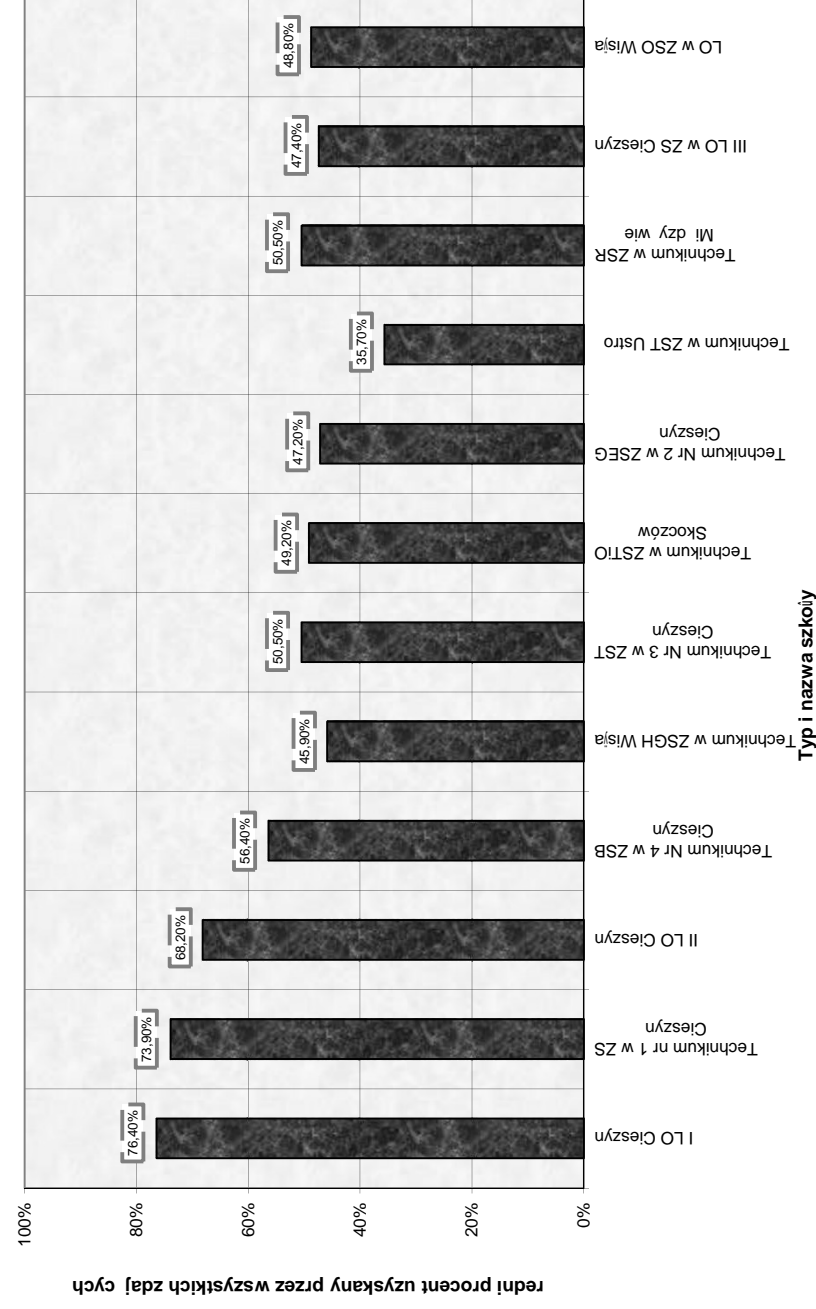 redni procent uzyskany przez wszystkich zdaj cych
100%
80%
60%
40%
20%
0%
76,40%
73,90%
68,20%
56,40%
45,90%
50,50%
49,20%
47,20%
35,70%
50,50%
47,40%
48,80%
I LO Cieszyn
Technikum nr 1 w ZS
Cieszyn
II LO Cieszyn
Technikum Nr 4 w ZSB
Cieszyn
Technikum w ZSGH Wisja
Technikum Nr 3 w ZST
Cieszyn
Technikum w ZSTiO
Skoczów
Technikum Nr 2 w ZSEG
Cieszyn
Technikum w ZST Ustro
Technikum w ZSR
Mi dzy wie
III LO w ZS Cieszyn
LO w ZSO Wisja
Typ i nazwa szkoły